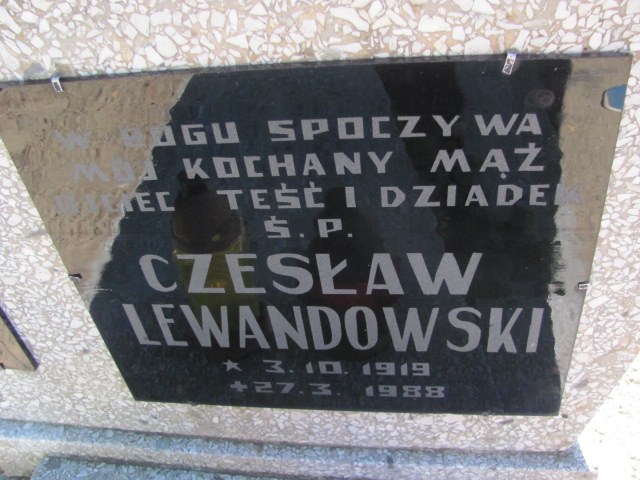 W BOGU SPOCZYWA
MÓJ KOCHANY MĄŻ
OJCIEC TEŚĆ I DZIADEK
Ś.P.
CZESŁAW
LEWANDOWSKI
★ 3.10.1919
+27.3.1988